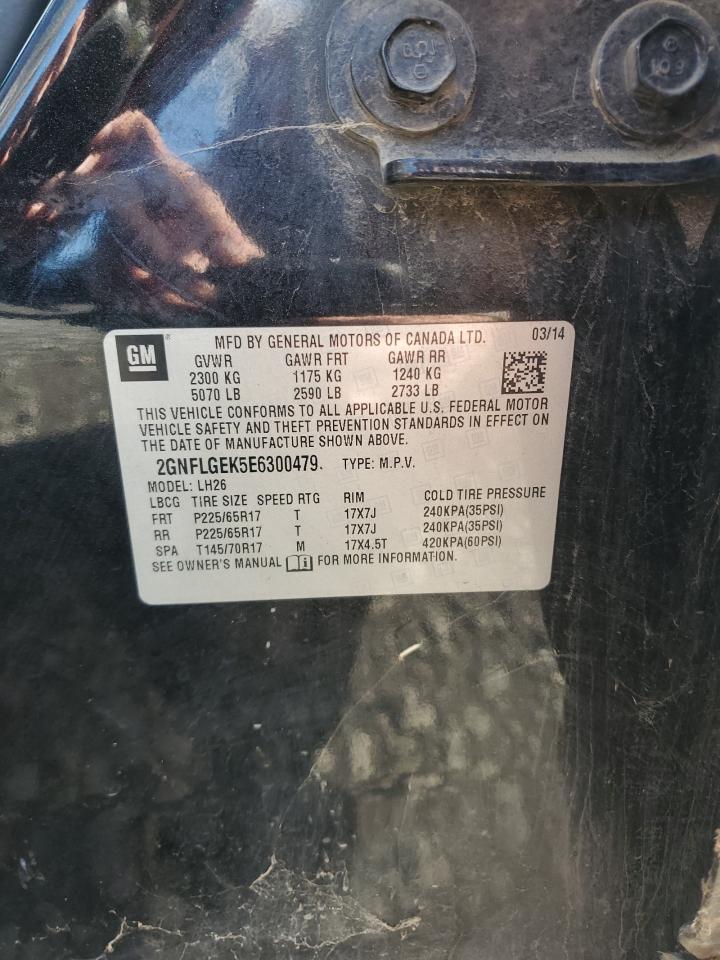 109
GM
MFD BY GENERAL MOTORS OF CANADA LTD. 03/14
GVWR GAWR FRT GAWR RR
2300 KG 1175 KG 1240 KG
5070 LB 2590 LB 2733 LB
THIS VEHICLE CONFORMS TO ALL APPLICABLE U.S. FEDERAL MOTOR
VEHICLE SAFETY AND THEFT PREVENTION STANDARDS IN EFFECT ON
THE DATE OF MANUFACTURE SHOWN ABOVE.
2GNFLGEK5E6300479. TYPE: M.P.V.
MODEL: LH26
LBCG TIRE SIZE SPEED RTG RIM COLD TIRE PRESSURE
FRT P225/65R17 T 17X7J 240KPA(35PSI)
RR P225/65R17 T 17X7J 240KPA(35PSI)
SPA T145/70R17 M 17X4.5T 420KPA(60PSI)
SEE OWNER'S MANUAL FOR MORE INFORMATION.